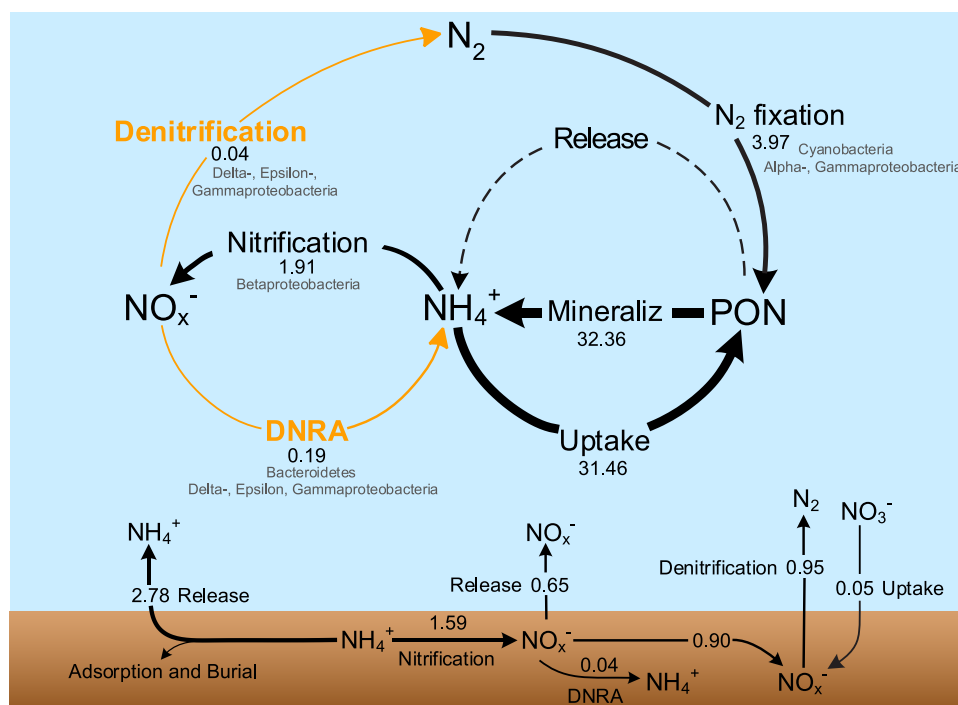 N₂
Denitrification
0.04
Delta-, Epsilon-,
Gammaproteobacteria
N₂ fixation
3.97 Cyanobacteria
Alpha-, Gammaproteobacteria
Release
Nitrification
1.91
Betaproteobacteria
NOₓ⁻
NH₄⁺
Mineraliz
32.36
PON
DNRA
0.19
Bacteroidetes
Delta-, Epsilon, Gammaproteobacteria
Uptake
31.46
NH₄⁺
2.78 Release
NOₓ⁻
Release 0.65
N₂
NO₃⁻
Denitrification 0.95
0.05 Uptake
Adsorption and Burial
NH₄⁺
1.59
Nitrification
NOₓ⁻
0.90
0.04
DNRA
NH₄⁺
NOₓ⁻